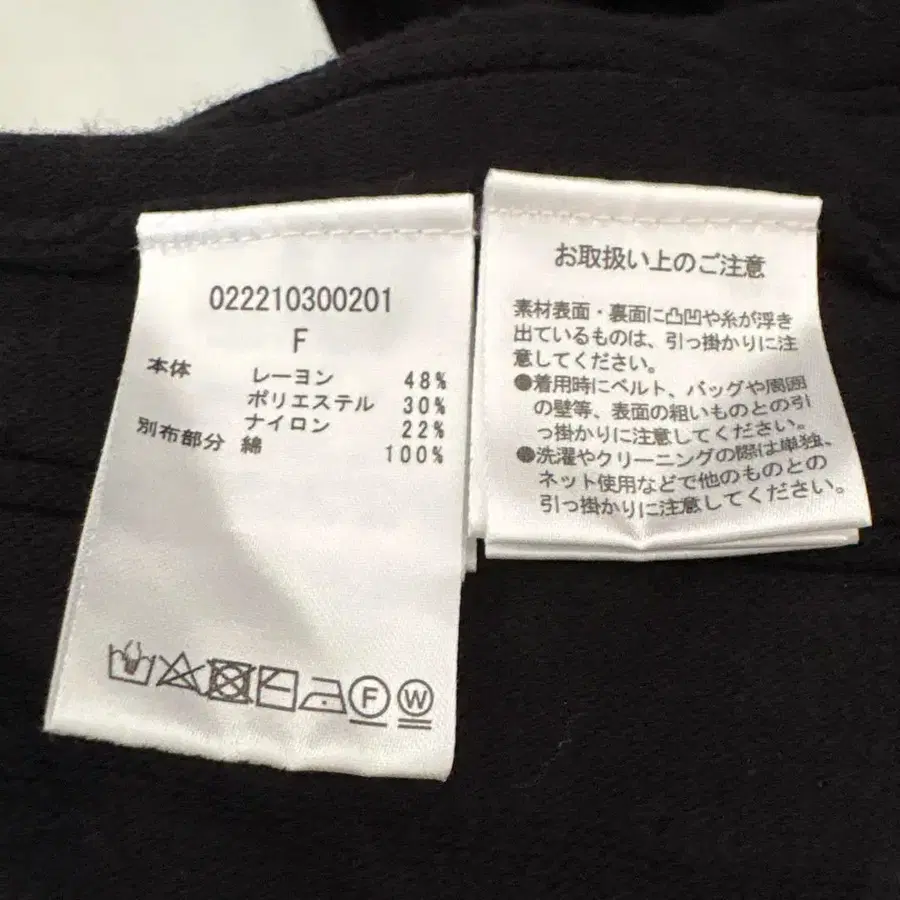 022210300201
F
本体 レーヨン 48%
ポリエステル 30%
ナイロン 22%
別布部分 綿 100%
F W
お取扱い上のご注意
素材表面・裏面に凸凹や糸が浮き
出ているものは、引っ掛かりに注
意してください。
●着用時にベルト、バッグや周囲
の壁等、表面の粗いものとの引
っ掛かりに注意してください。
●洗濯やクリーニングの際は単独、
ネット使用などで他のものとの
引っ掛かりに注意してください。